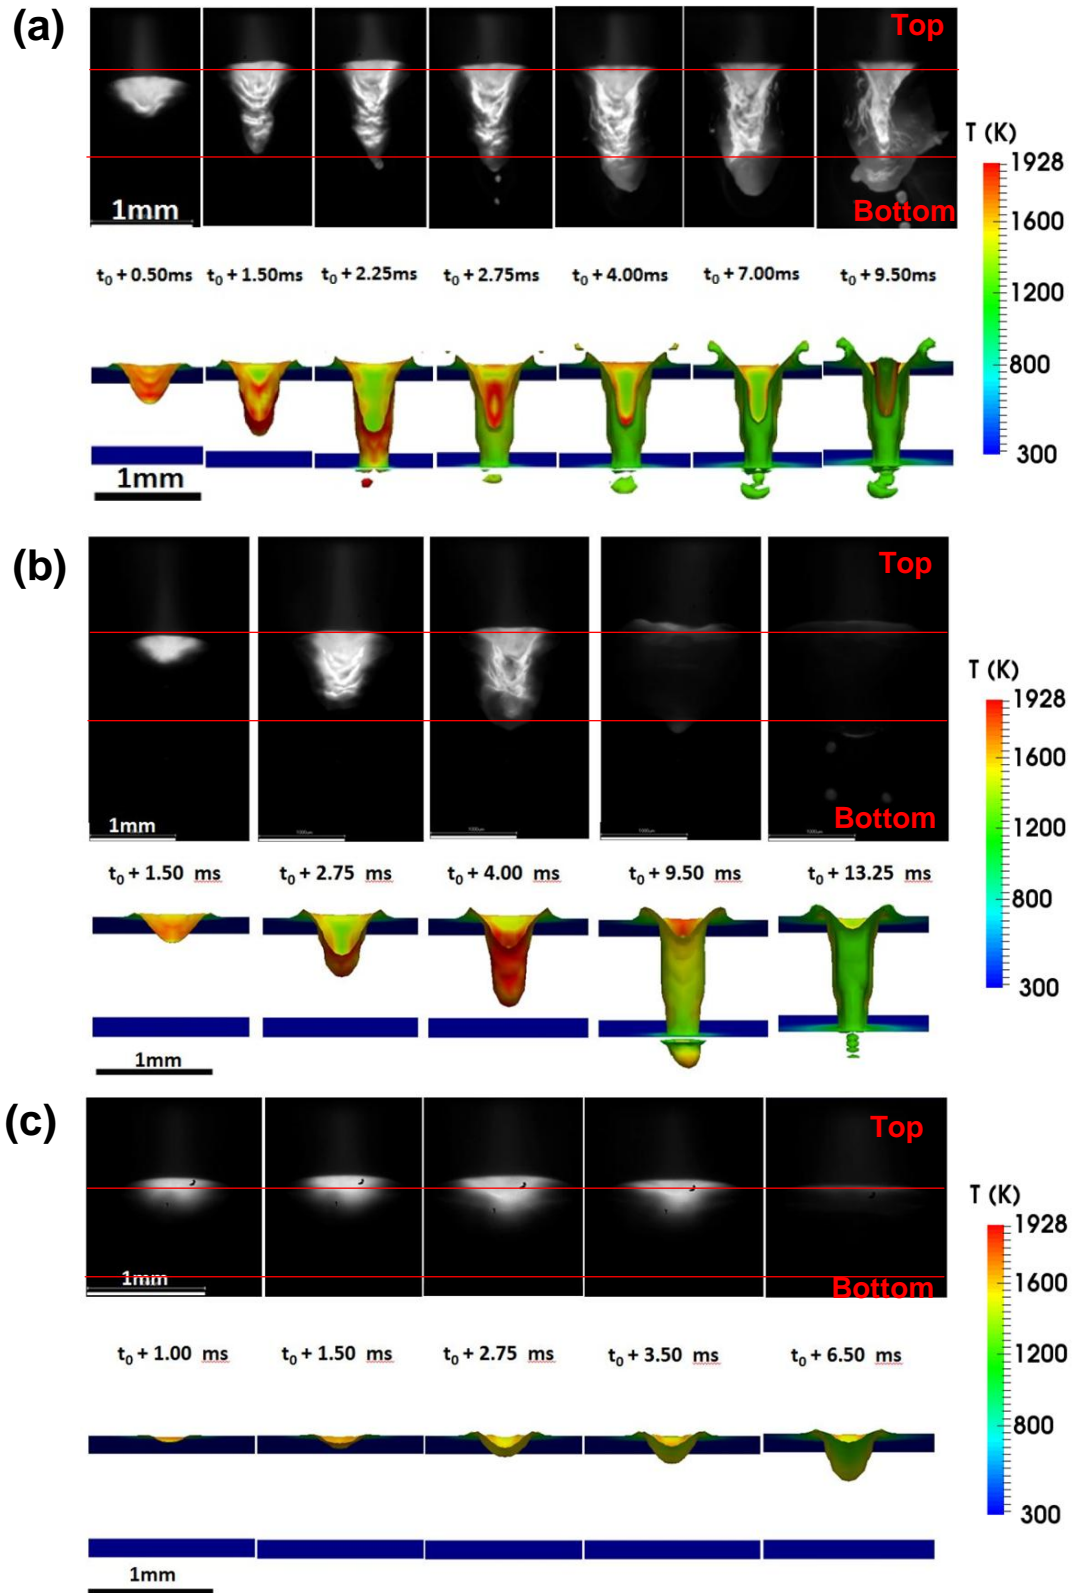 (a)
Top
Bottom
1mm
T (K)
1928
1600
1200
800
300
t0 + 0.50ms
t0 + 1.50ms
t0 + 2.25ms
t0 + 2.75ms
t0 + 4.00ms
t0 + 7.00ms
t0 + 9.50ms
1mm
(b)
Top
Bottom
1mm
T (K)
1928
1600
1200
800
300
t0 + 1.50 ms
t0 + 2.75 ms
t0 + 4.00 ms
t0 + 9.50 ms
t0 + 13.25 ms
1mm
(c)
Top
Bottom
1mm
T (K)
1928
1600
1200
800
300
t0 + 1.00 ms
t0 + 1.50 ms
t0 + 2.75 ms
t0 + 3.50 ms
t0 + 6.50 ms
1mm